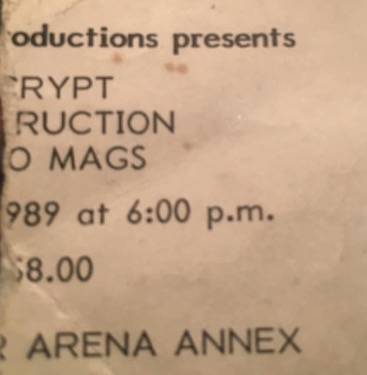 oductions presents
RYPT
RUCTION
O MAGS
989 at 6:00 p.m.
$8.00
ARENA ANNEX